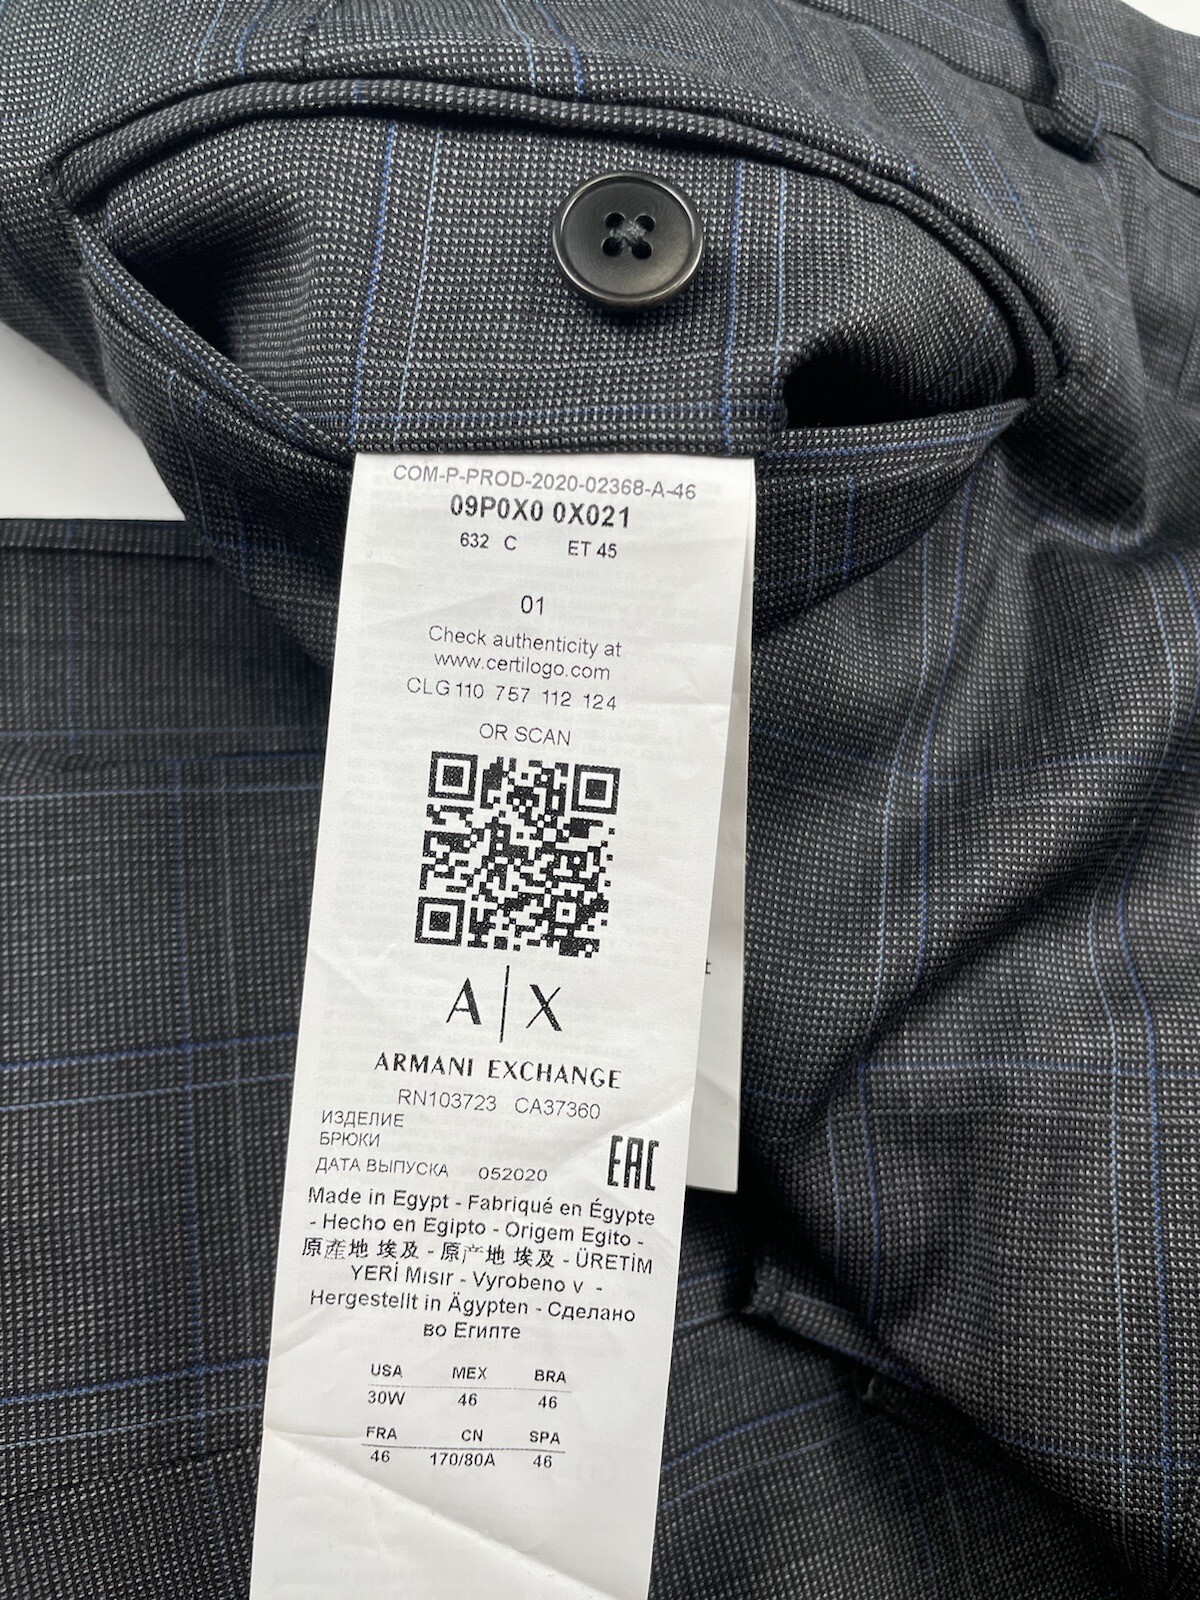 COM-P-PROD-2020-02368-A-46
09P0X0 0X021
632 C ET 45
01
Check authenticity at
www.certilogo.com
CLG 110 757 112 124
OR SCAN
A|X
ARMANI EXCHANGE
RN103723 CA37360
ИЗДЕЛИЕ
БРЮКИ
ДАТА ВЫПУСКА 052020
EAC
Made in Egypt - Fabriqué en Égypte
- Hecho en Egipto - Origem Egito -
原產地 埃及 - 原产地 埃及 - ÜRETİM
YERİ Mısır - Vyrobeno v -
Hergestellt in Ägypten - Сделано
во Египте
USA MEX BRA
30W 46 46
FRA CN SPA
46 170/80A 46